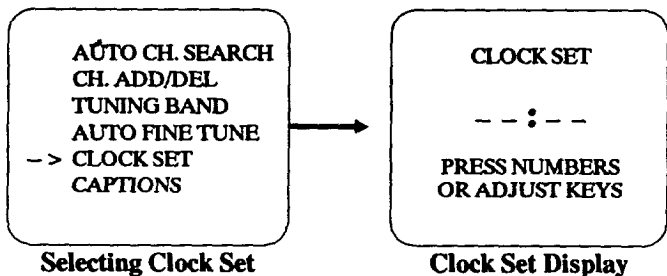 AUTO CH. SEARCH
CH. ADD/DEL
TUNING BAND
AUTO FINE TUNE
-> CLOCK SET
CAPTIONS
Selecting Clock Set
CLOCK SET
--:--
PRESS NUMBERS
OR ADJUST KEYS
Clock Set Display